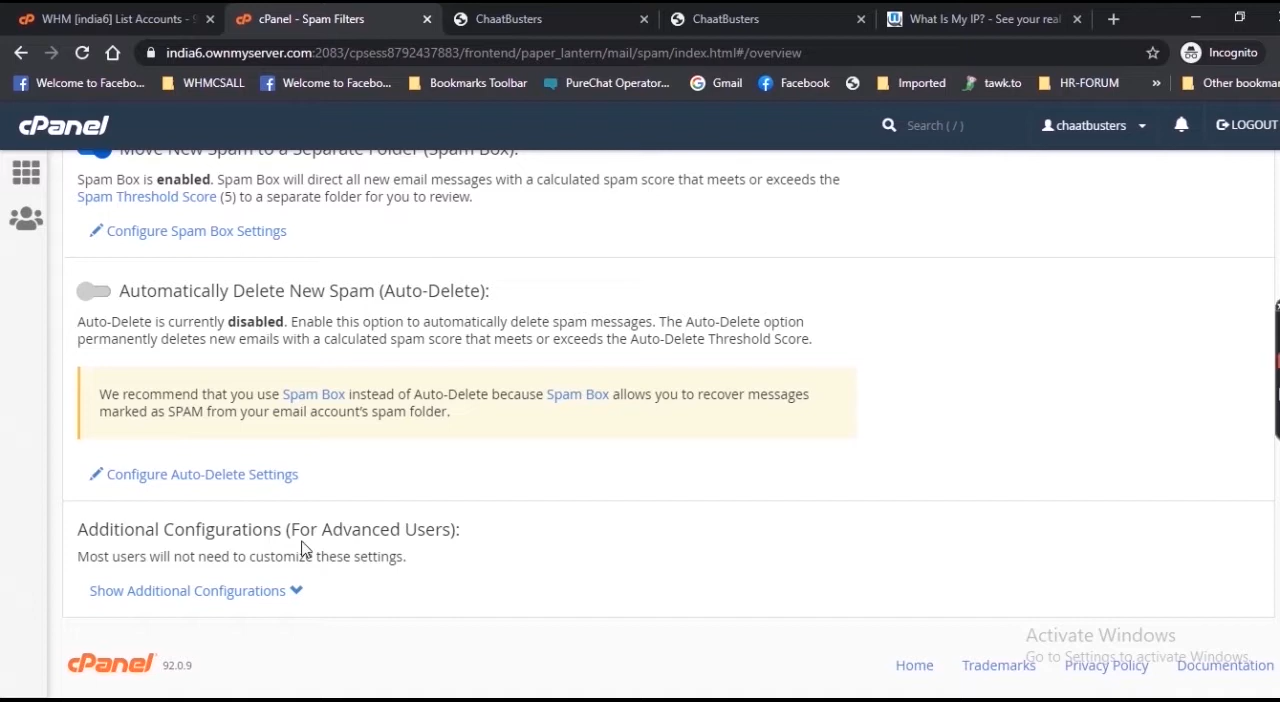 WHM [india6] List Accounts - 9
cPanel - Spam Filters
ChaatBusters
ChaatBusters
What Is My IP? - See your real
india6.ownmyserver.com:2083/cpsess8792437883/frontend/paper_lantern/mail/spam/index.html#/overview
Incognito
Welcome to Facebo...
WHMCSALL
Welcome to Facebo...
Bookmarks Toolbar
PureChat Operator...
Gmail
Facebook
Imported
tawk.to
HR-FORUM
»
Other bookmar
cPanel
Search ( / )
chaatbusters
LOGOUT
Move New Spam to a Separate Folder (Spam Box):
Spam Box is enabled. Spam Box will direct all new email messages with a calculated spam score that meets or exceeds the
Spam Threshold Score (5) to a separate folder for you to review.
Configure Spam Box Settings
Automatically Delete New Spam (Auto-Delete):
Auto-Delete is currently disabled. Enable this option to automatically delete spam messages. The Auto-Delete option
permanently deletes new emails with a calculated spam score that meets or exceeds the Auto-Delete Threshold Score.
We recommend that you use Spam Box instead of Auto-Delete because Spam Box allows you to recover messages
marked as SPAM from your email account's spam folder.
Configure Auto-Delete Settings
Additional Configurations (For Advanced Users):
Most users will not need to customize these settings.
Show Additional Configurations
Activate Windows
Go to Settings to activate Windows.
cPanel 92.0.9
Home
Trademarks
Privacy Policy
Documentation